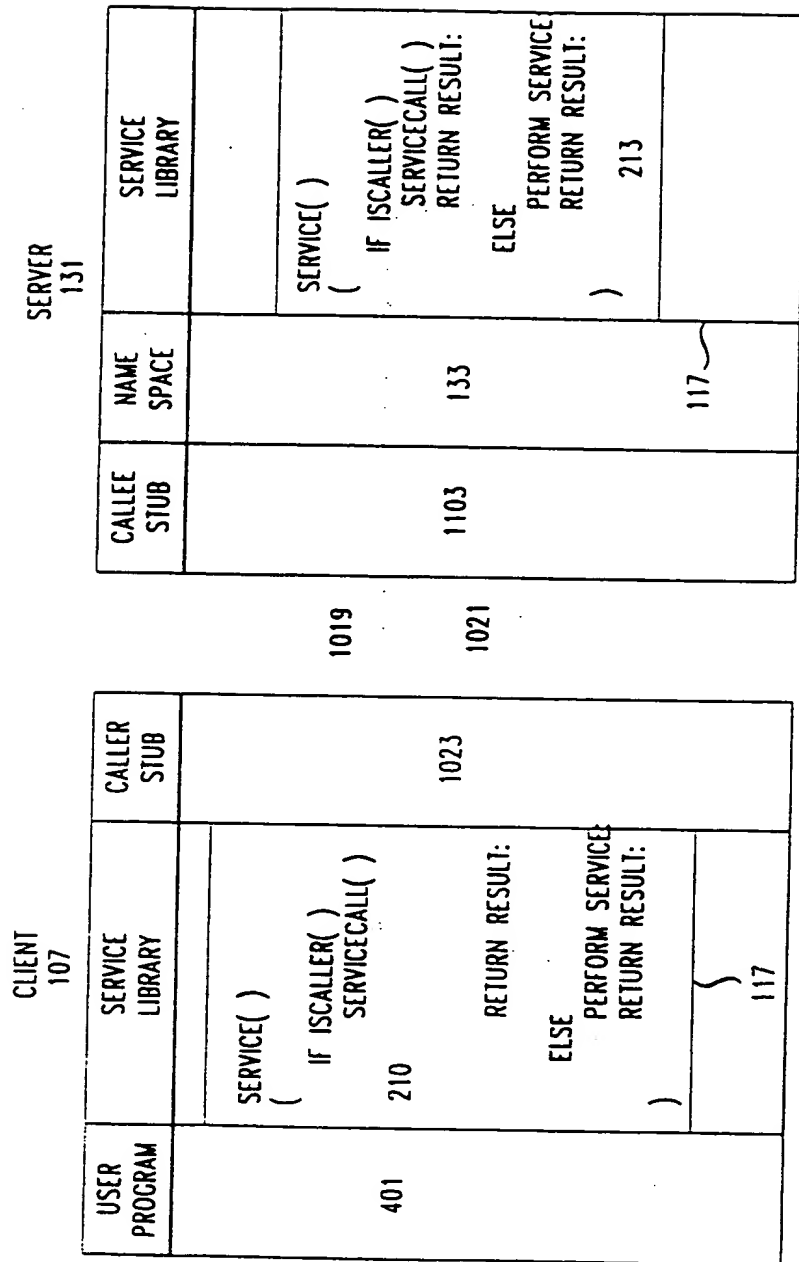 CLIENT
107
USER
PROGRAM
SERVICE
LIBRARY
CALLER
STUB
401
SERVICE( )
(
IF ISCALLER( )
SERVICECALL( )
210
RETURN RESULT:
ELSE
PERFORM SERVICE:
RETURN RESULT:
)
117
1023
1019
1021
SERVER
131
CALLEE
STUB
NAME
SPACE
SERVICE
LIBRARY
1103
133
117
SERVICE( )
(
IF ISCALLER( )
SERVICECALL( )
RETURN RESULT:
ELSE
PERFORM SERVICE:
RETURN RESULT:
213
)